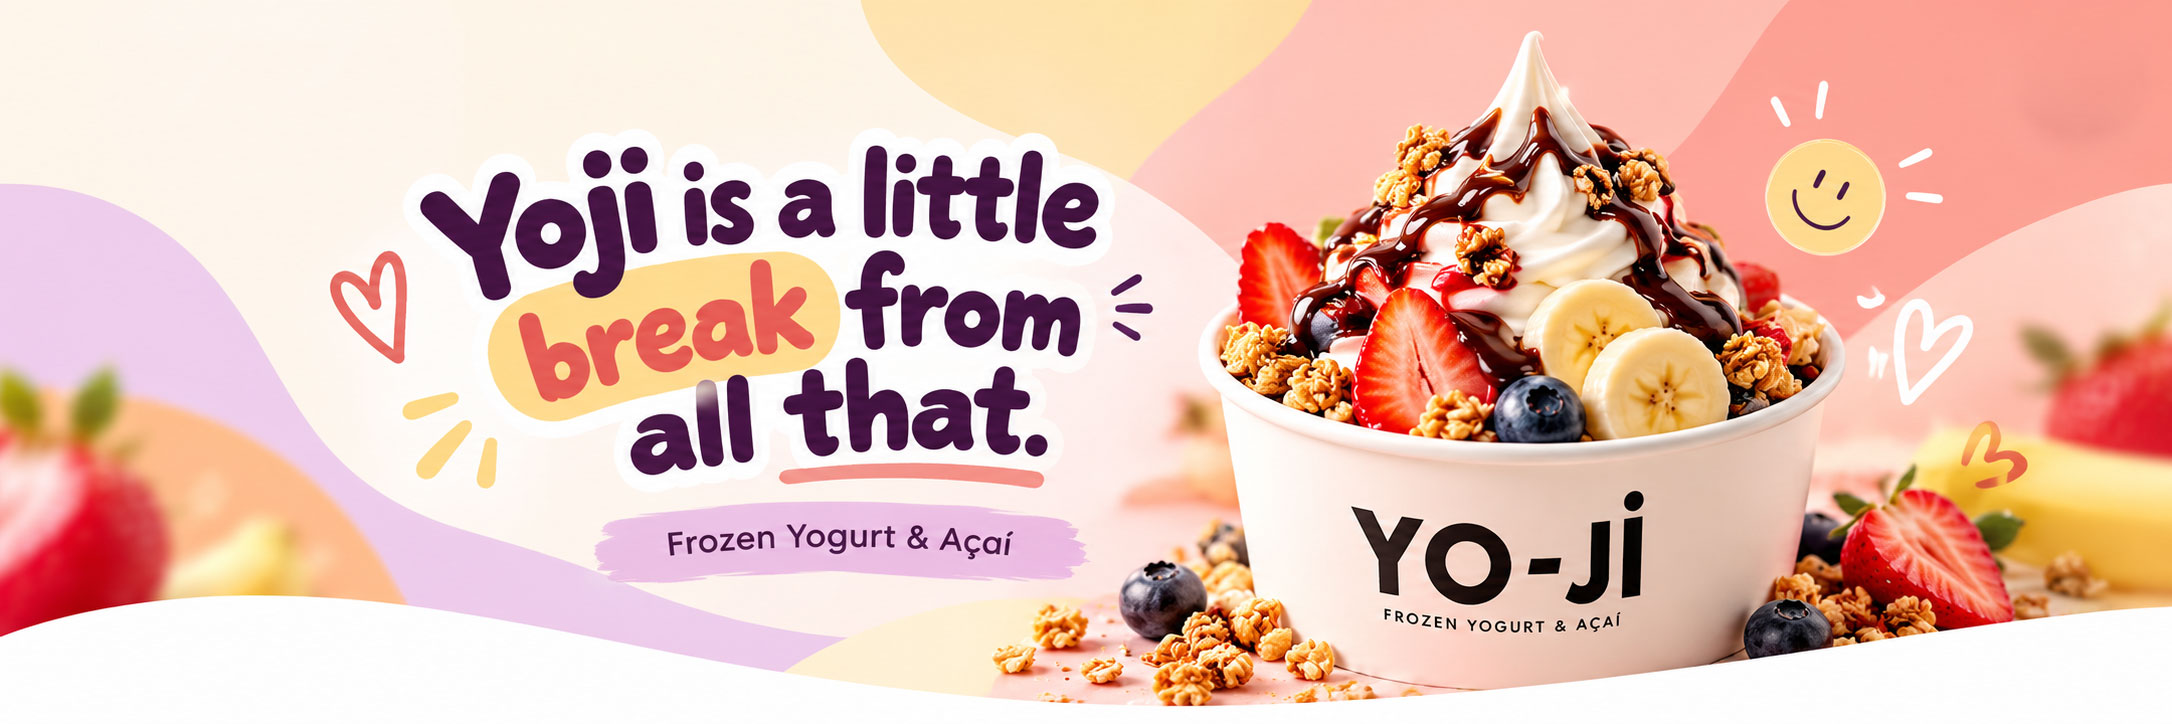 Yoji is a little
break from
all that.
Frozen Yogurt & Açaí
YO-Ji
FROZEN YOGURT & AÇAÍ